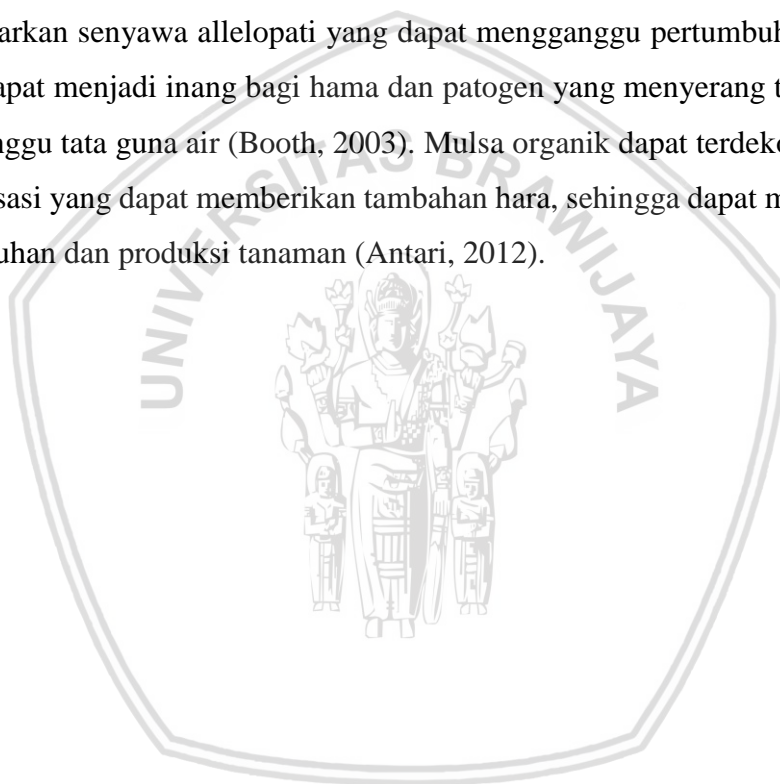 arkan senyawa allelopati yang dapat mengganggu pertumbuh
apat menjadi inang bagi hama dan patogen yang menyerang t
nggu tata guna air (Booth, 2003). Mulsa organik dapat terdeko
sasi yang dapat memberikan tambahan hara, sehingga dapat m
uhan dan produksi tanaman (Antari, 2012).
UNIVERSITAS BRAWIJAYA